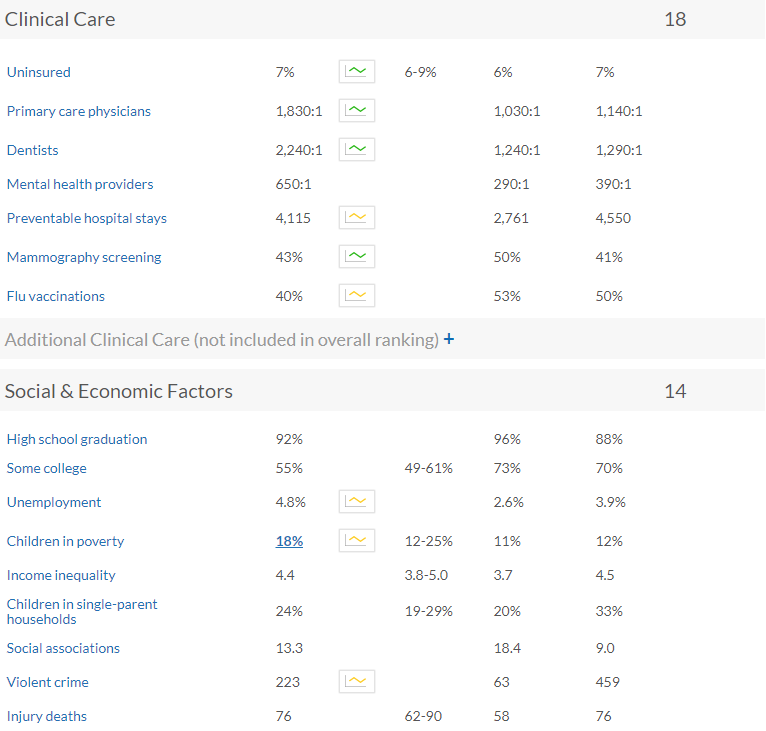 Clinical Care 18
Uninsured 7% 6-9% 6% 7%
Primary care physicians 1,830:1 1,030:1 1,140:1
Dentists 2,240:1 1,240:1 1,290:1
Mental health providers 650:1 290:1 390:1
Preventable hospital stays 4,115 2,761 4,550
Mammography screening 43% 50% 41%
Flu vaccinations 40% 53% 50%
Additional Clinical Care (not included in overall ranking) +
Social & Economic Factors 14
High school graduation 92% 96% 88%
Some college 55% 49-61% 73% 70%
Unemployment 4.8% 2.6% 3.9%
Children in poverty 18% 12-25% 11% 12%
Income inequality 4.4 3.8-5.0 3.7 4.5
Children in single-parent
households 24% 19-29% 20% 33%
Social associations 13.3 18.4 9.0
Violent crime 223 63 459
Injury deaths 76 62-90 58 76